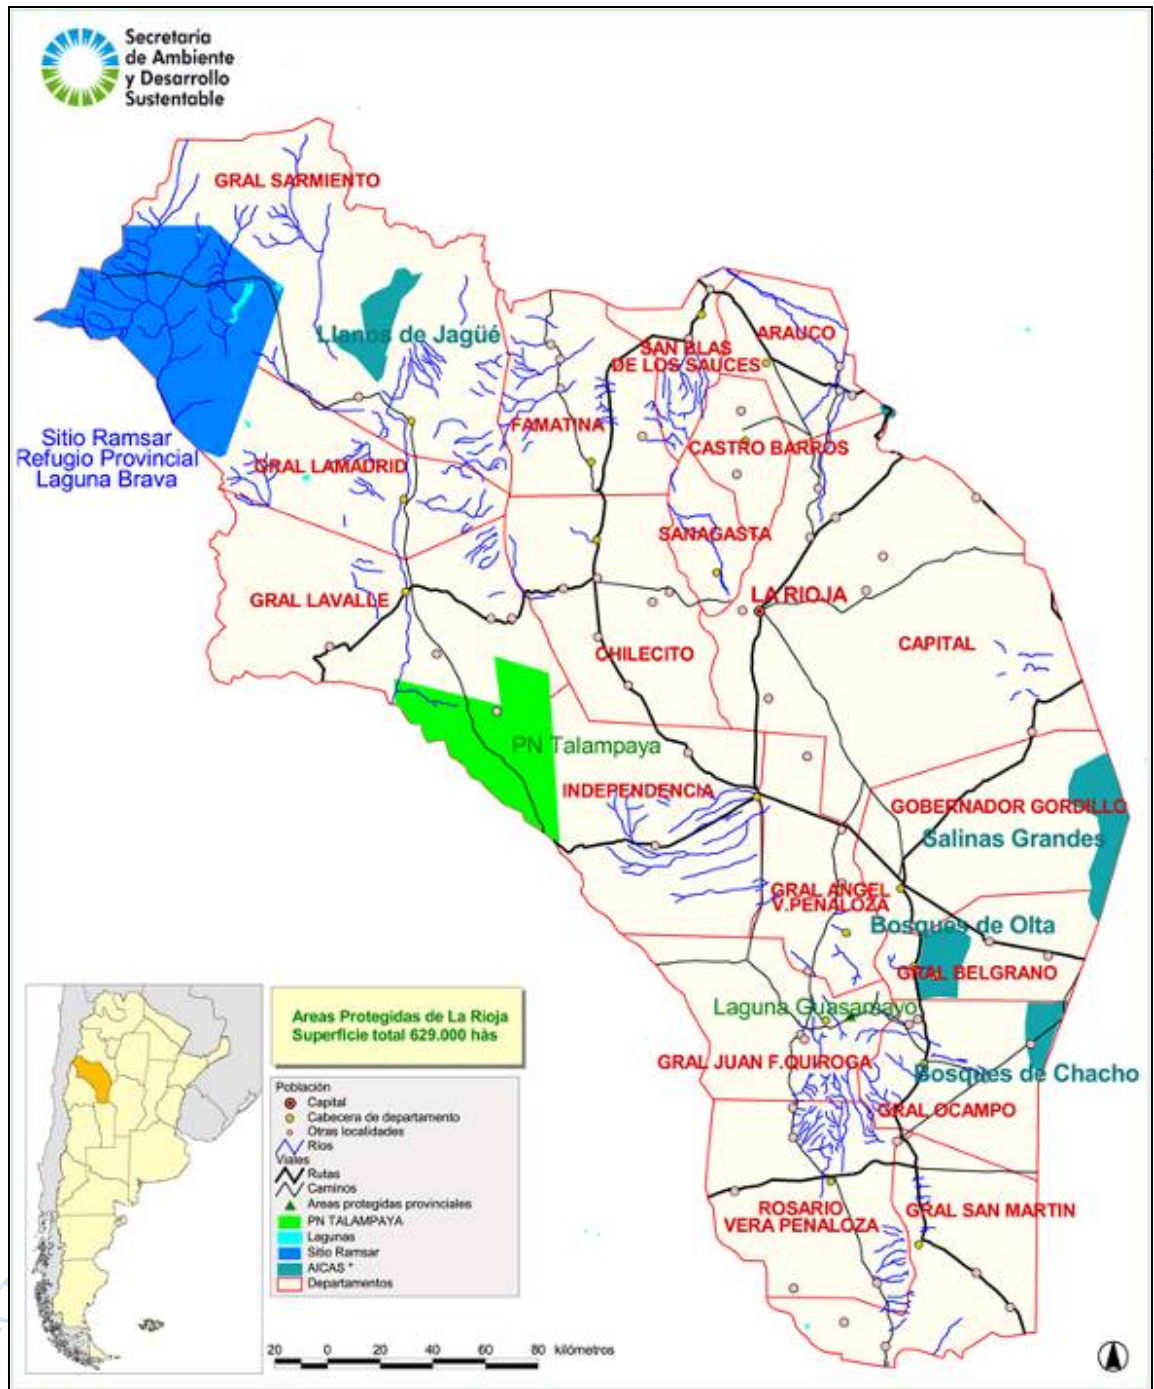 Secretaría
de Ambiente
y Desarrollo
Sustentable
GRAL SARMIENTO
Llanos de Jagüé
ARAUCO
SAN BLAS
DE LOS SAUCES
FAMATINA
CASTRO BARROS
Sitio Ramsar
Refugio Provincial
Laguna Brava
GRAL LAMADRID
SANAGASTA
GRAL LAVALLE
LA RIOJA
CAPITAL
CHILECITO
PN Talampaya
INDEPENDENCIA
GOBERNADOR GORDILLO
Salinas Grandes
GRAL ANGEL
V.PEÑALOZA
Bosques de Olta
GRAL BELGRANO
Laguna Guasamayo
GRAL JUAN F.QUIROGA
Bosques de Chacho
GRAL OCAMPO
ROSARIO
VERA PEÑALOZA
GRAL SAN MARTIN
Areas Protegidas de La Rioja
Superficie total 629.000 hás
Población
Capital
Cabecera de departamento
Otras localidades
Ríos
Viales
Rutas
Caminos
Areas protegidas provinciales
PN TALAMPAYA
Lagunas
Sitio Ramsar
AICAS *
Departamentos
20 0 20 40 60 80 kilómetros